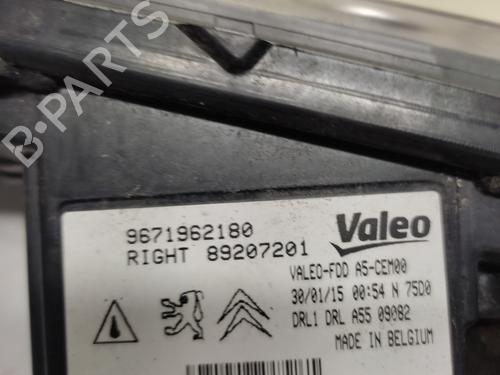 B-PARTS
9671962180
RIGHT 89207201
Valeo
VALEO-FDD A5-CEM00
30/01/15 00:54 N 75D0
DRL1 DRL A55 09082
MADE IN BELGIUM